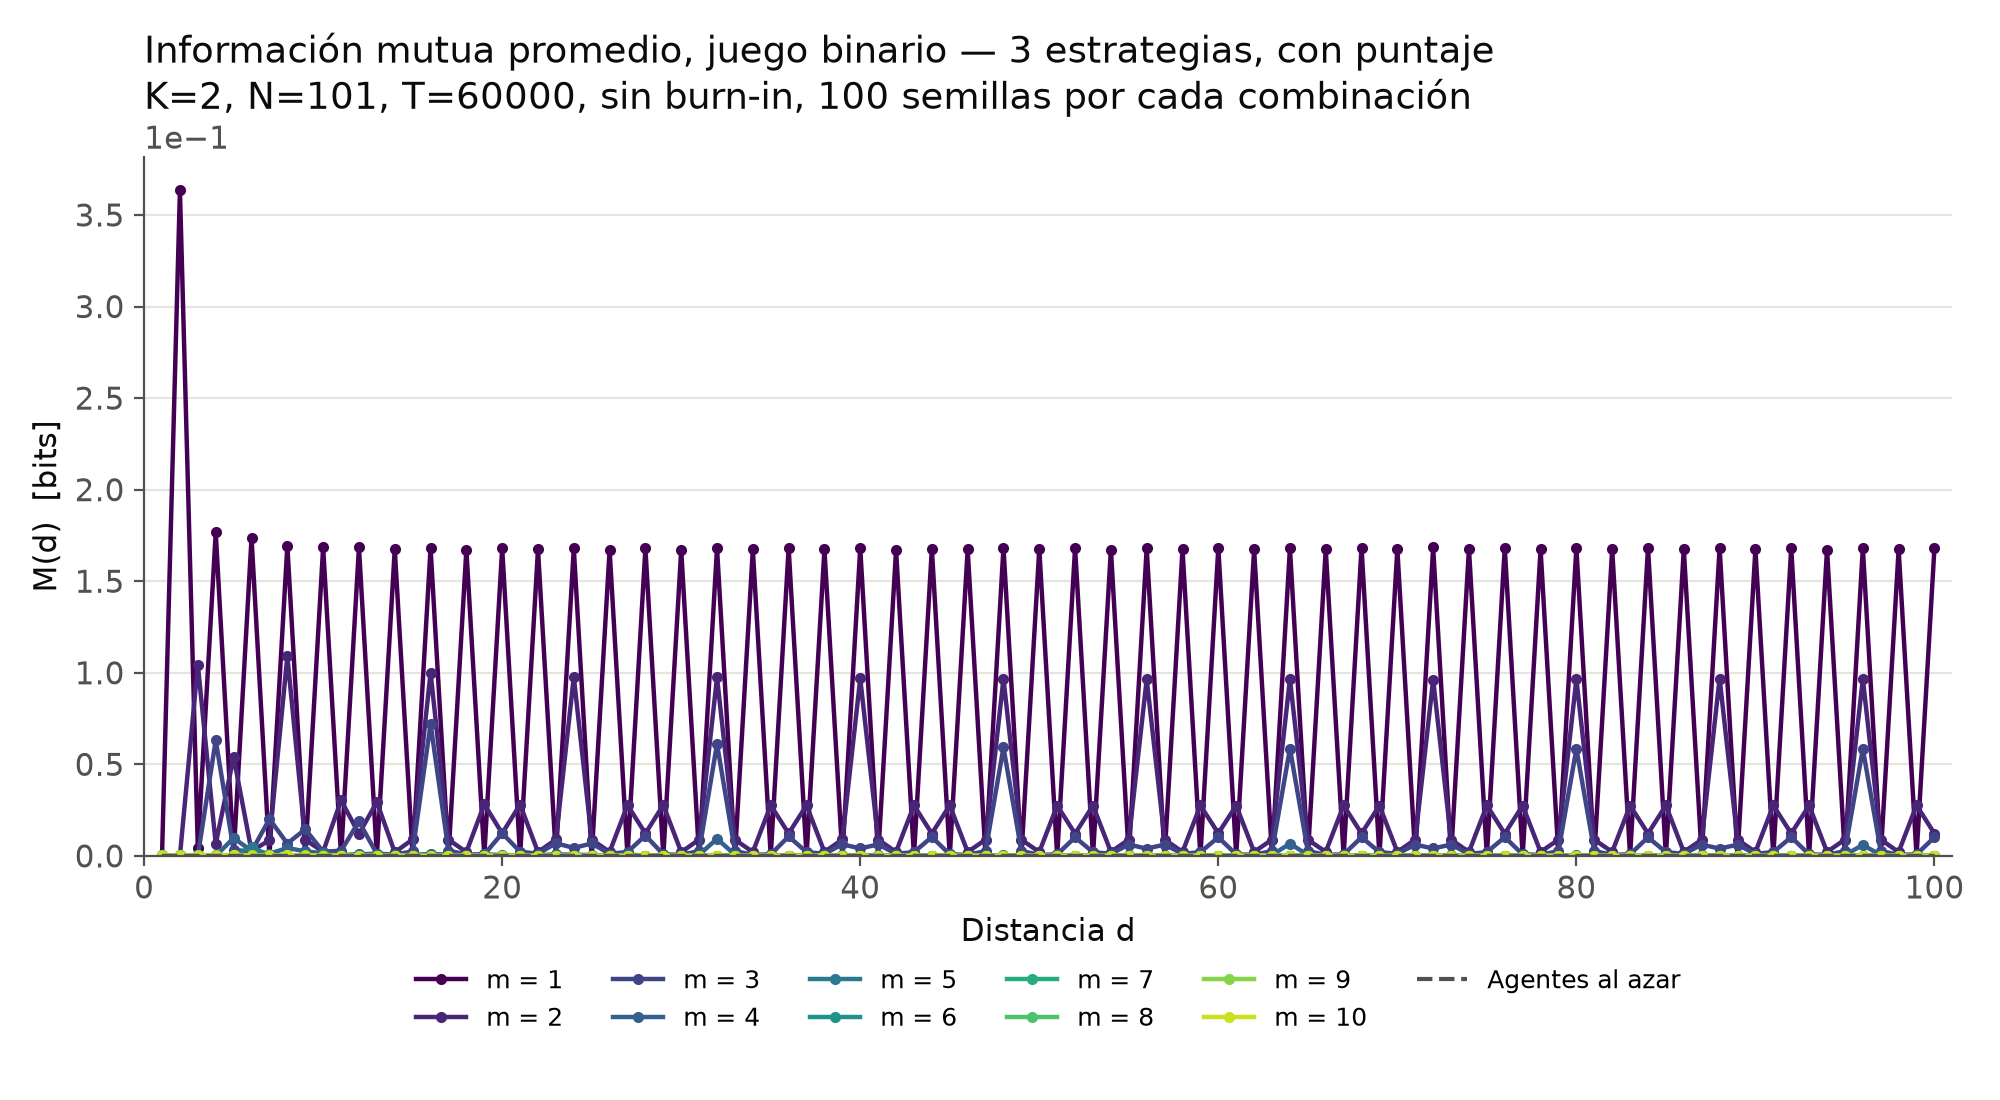 Información mutua promedio, juego binario — 3 estrategias, con puntaje
K=2, N=101, T=60000, sin burn-in, 100 semillas por cada combinación
1e−1
3.5
3.0
2.5
2.0
1.5
1.0
0.5
0.0
M(d) [bits]
0 20 40 60 80 100
Distancia d
m = 1 m = 3 m = 5 m = 7 m = 9 Agentes al azar
m = 2 m = 4 m = 6 m = 8 m = 10